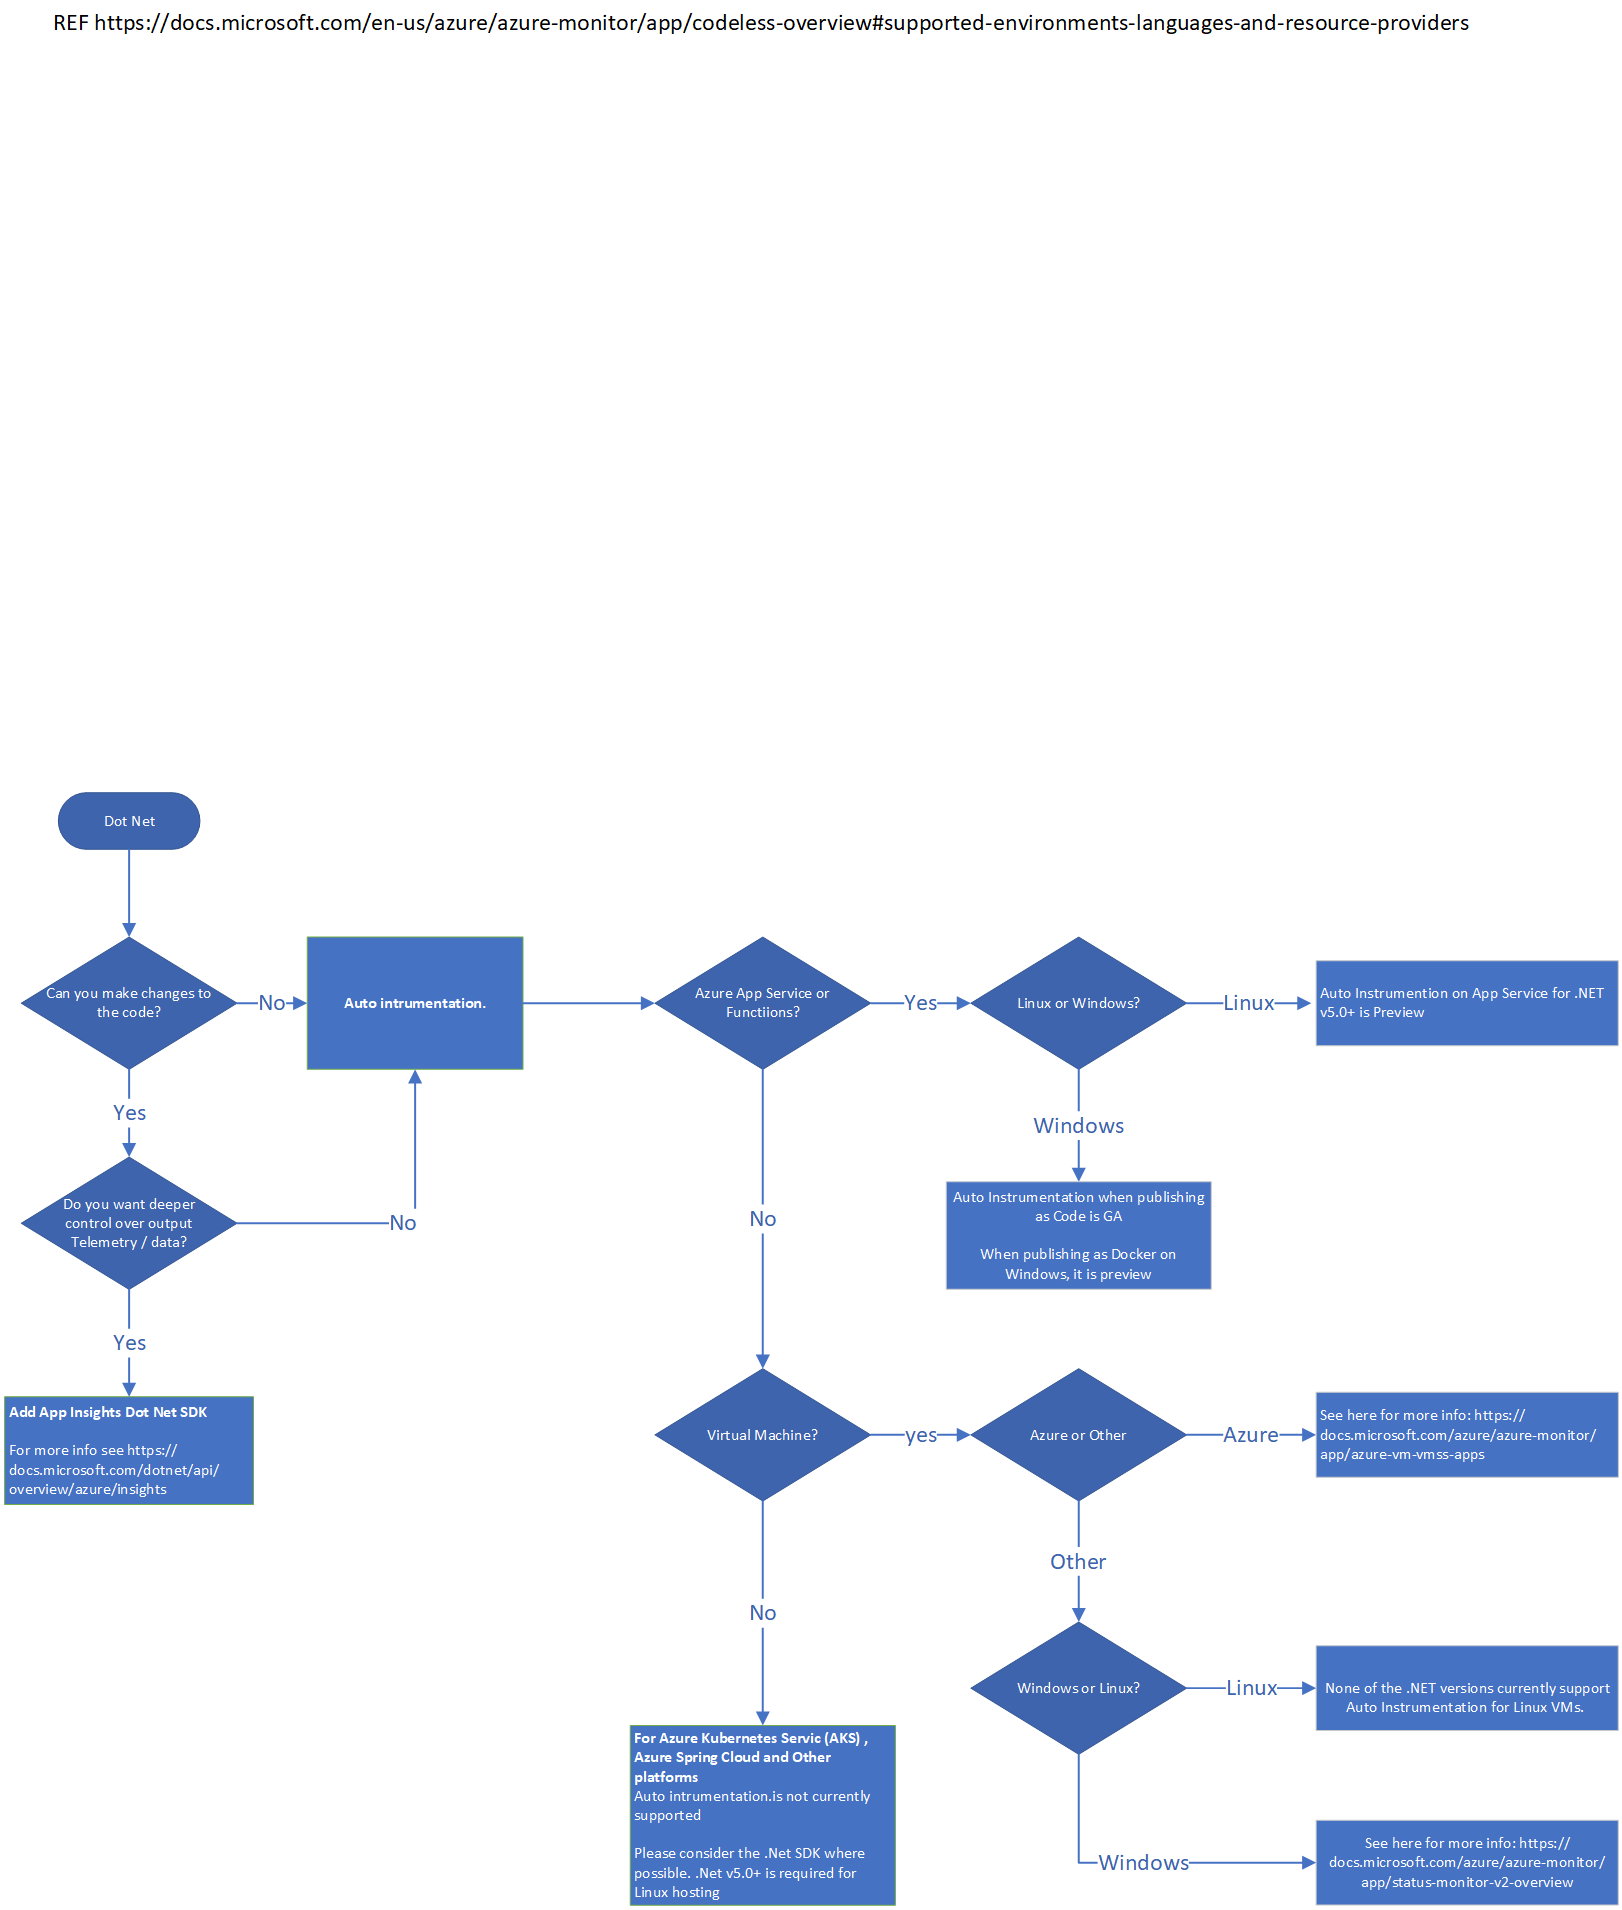 REF https://docs.microsoft.com/en-us/azure/azure-monitor/app/codeless-overview#supported-environments-languages-and-resource-providers
Dot Net
Can you make changes to
the code?
No
Auto intrumentation.
Azure App Service or
Functiions?
Yes
Linux or Windows?
Linux
Auto Instrumention on App Service for .NET
v5.0+ is Preview
Yes
Windows
Do you want deeper
control over output
Telemetry / data?
No
No
Auto Instrumentation when publishing
as Code is GA
When publishing as Docker on
Windows, it is preview
Yes
Add App Insights Dot Net SDK
For more info see https://
docs.microsoft.com/dotnet/api/
overview/azure/insights
Virtual Machine?
yes
Azure or Other
Azure
See here for more info: https://
docs.microsoft.com/azure/azure-monitor/
app/azure-vm-vmss-apps
Other
No
Windows or Linux?
Linux
None of the .NET versions currently support
Auto Instrumentation for Linux VMs.
For Azure Kubernetes Servic (AKS) ,
Azure Spring Cloud and Other
platforms
Auto intrumentation.is not currently
supported
Please consider the .Net SDK where
possible. .Net v5.0+ is required for
Linux hosting
Windows
See here for more info: https://
docs.microsoft.com/azure/azure-monitor/
app/status-monitor-v2-overview